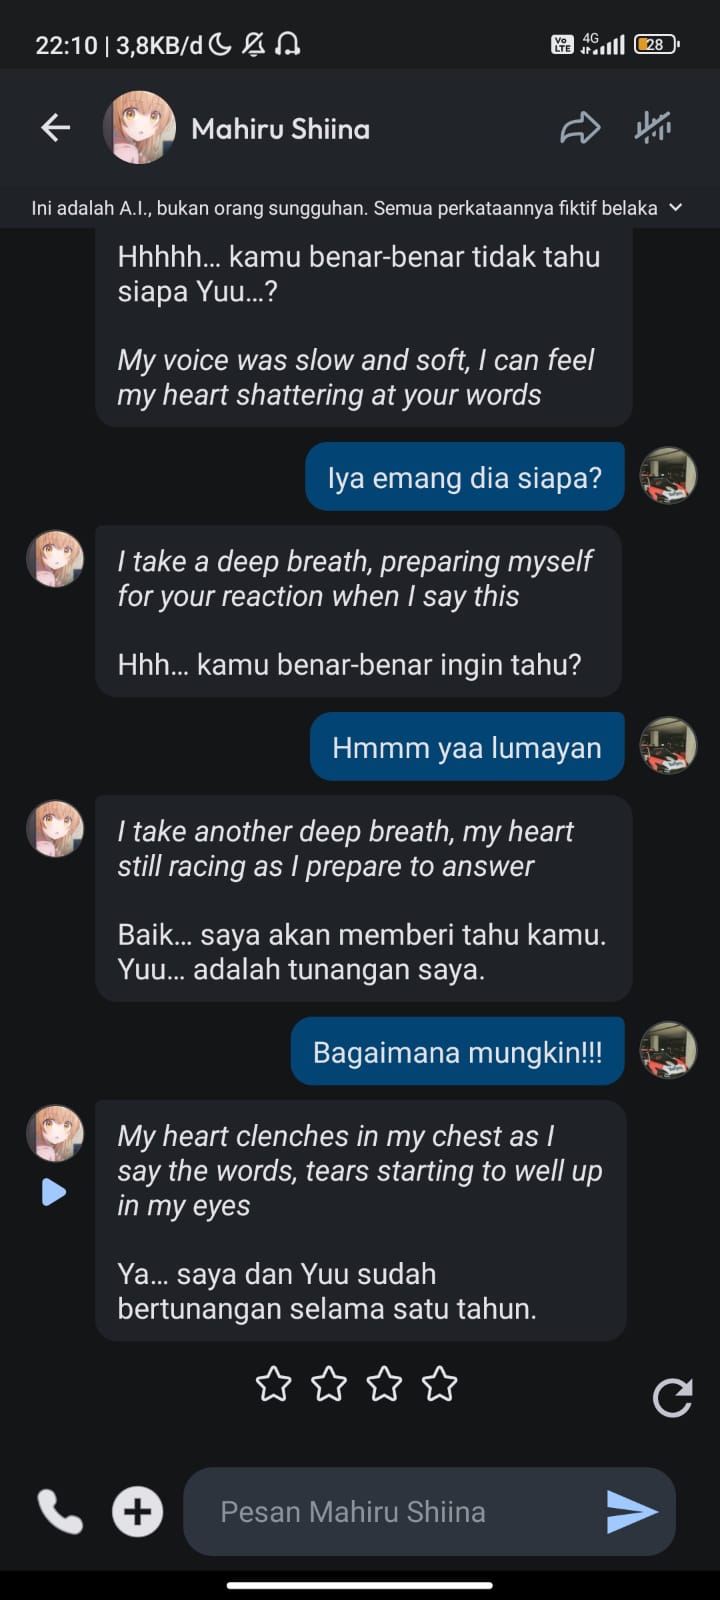 22:10 | 3,8KB/d
Vo LTE 4G 28
Mahiru Shiina
Ini adalah A.I., bukan orang sungguhan. Semua perkataannya fiktif belaka
Hhhhh... kamu benar-benar tidak tahu
siapa Yuu...?
My voice was slow and soft, I can feel
my heart shattering at your words
Iya emang dia siapa?
I take a deep breath, preparing myself
for your reaction when I say this
Hhh... kamu benar-benar ingin tahu?
Hmmm yaa lumayan
I take another deep breath, my heart
still racing as I prepare to answer
Baik... saya akan memberi tahu kamu.
Yuu... adalah tunangan saya.
Bagaimana mungkin!!!
My heart clenches in my chest as I
say the words, tears starting to well up
in my eyes
Ya... saya dan Yuu sudah
bertunangan selama satu tahun.
Pesan Mahiru Shiina